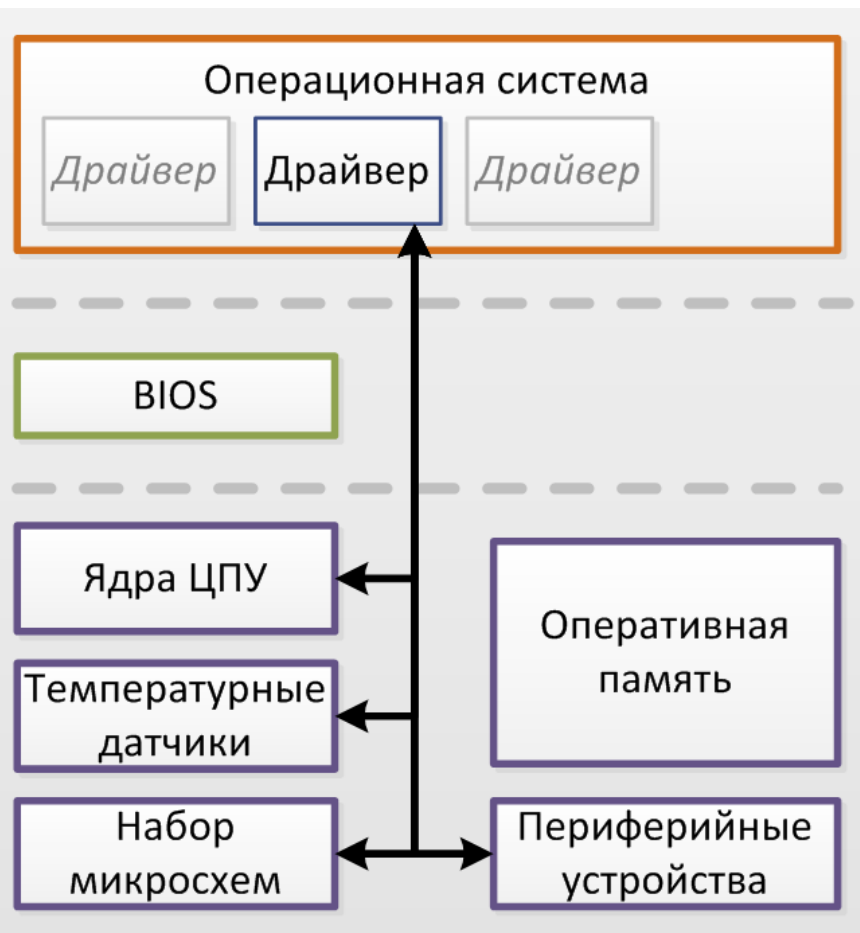 Операционная система
Драйвер
Драйвер
Драйвер
BIOS
Ядра ЦПУ
Оперативная
память
Температурные
датчики
Набор
микросхем
Периферийные
устройства